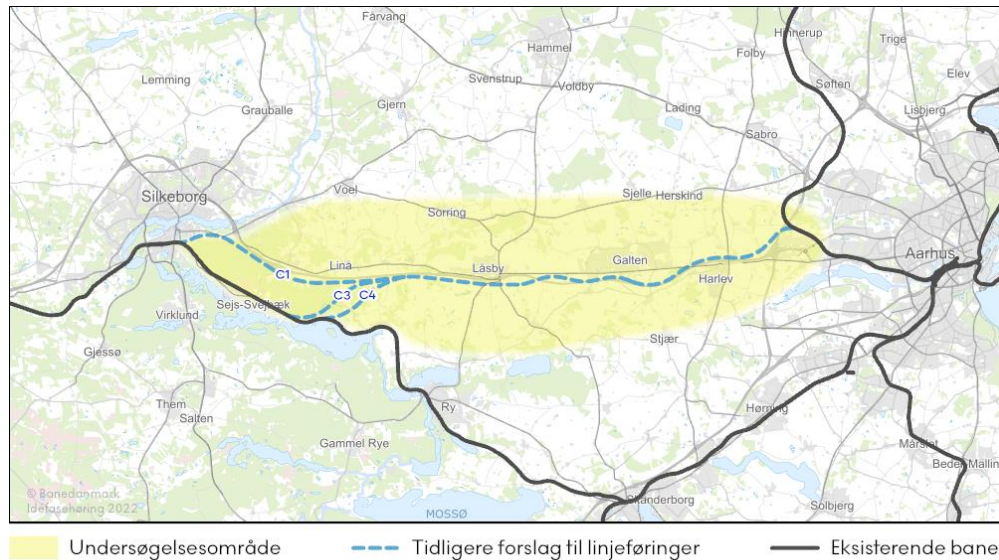 Fårvang
Hinnerup
Hammel
Folby
Trige
Lemming
Svenstrup
Voldby
Søften
Elev
Gjern
Lading
Lisbjerg
Grauballe
Sabro
Voel
Sjelle
Herskind
Silkeborg
Sorring
Linå
Låsby
Galten
Aarhus
C1
Harlev
C3
C4
Sejs-Svejbæk
Virklund
Stjær
Gjessø
Them
Ry
Hørning
Salten
Gammel Rye
Mårslet
Beder
Malling
© Banedanmark
Idéfasehøring 2022
Skanderborg
Solbjerg
MOSSØ
Undersøgelsesområde
Tidligere forslag til linjeføringer
Eksisterende bane